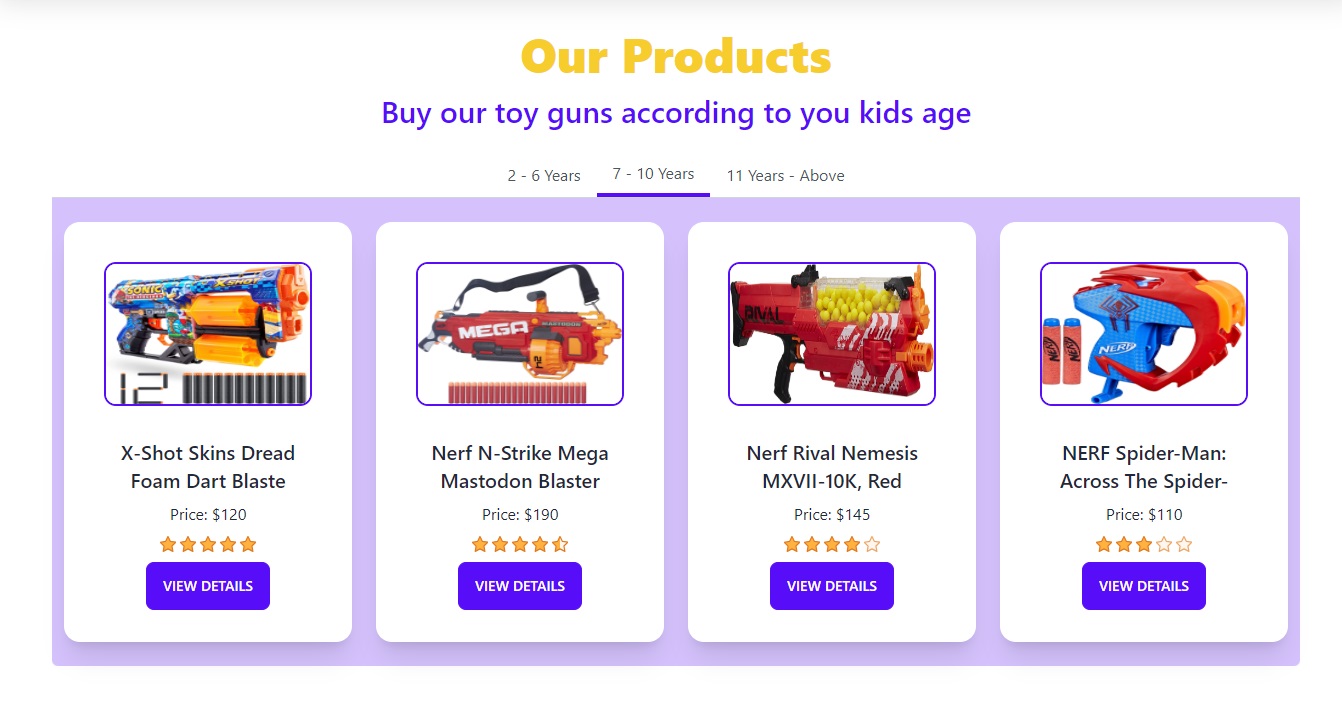 Our Products
Buy our toy guns according to you kids age
2 - 6 Years
7 - 10 Years
11 Years - Above
SONIC
X-SHOT
12
MEGA
MASTODON
RIVAL
NERF
NERF
NERF
X-Shot Skins Dread
Foam Dart Blaste
Price: $120
VIEW DETAILS
Nerf N-Strike Mega
Mastodon Blaster
Price: $190
VIEW DETAILS
Nerf Rival Nemesis
MXVII-10K, Red
Price: $145
VIEW DETAILS
NERF Spider-Man:
Across The Spider-
Price: $110
VIEW DETAILS